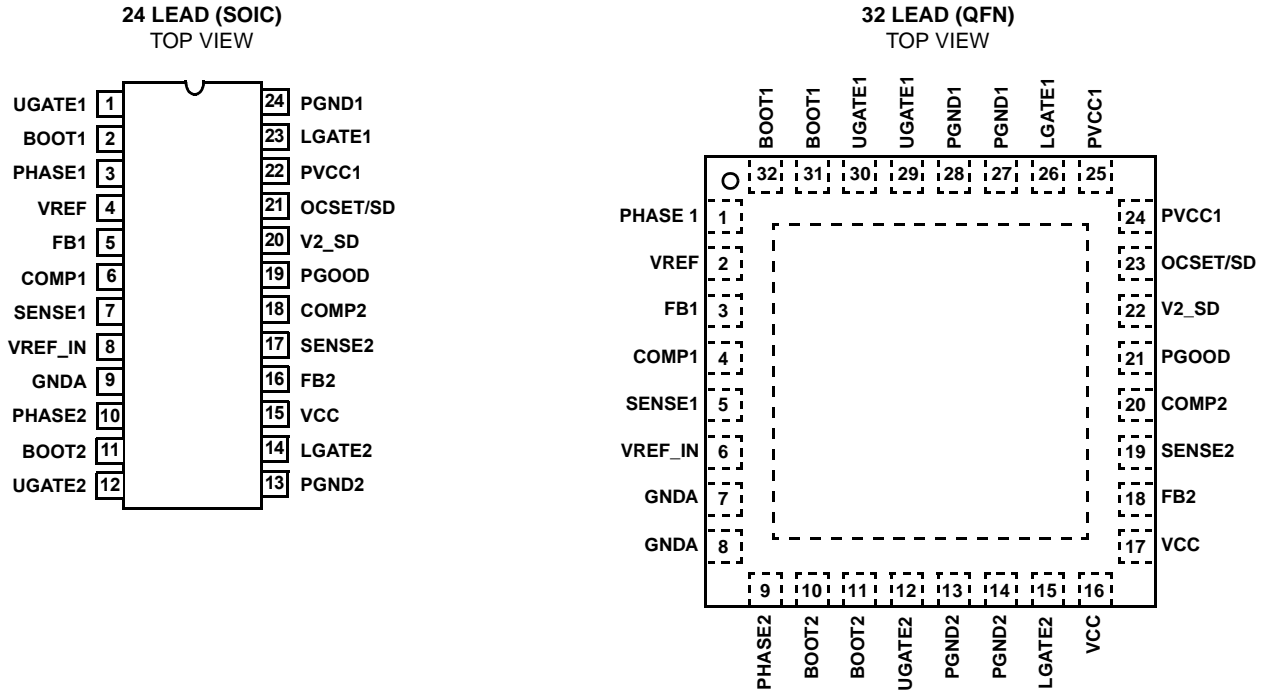 24 LEAD (SOIC)
TOP VIEW
UGATE1 1
BOOT1 2
PHASE1 3
VREF 4
FB1 5
COMP1 6
SENSE1 7
VREF_IN 8
GNDA 9
PHASE2 10
BOOT2 11
UGATE2 12
24 PGND1
23 LGATE1
22 PVCC1
21 OCSET/SD
20 V2_SD
19 PGOOD
18 COMP2
17 SENSE2
16 FB2
15 VCC
14 LGATE2
13 PGND2
32 LEAD (QFN)
TOP VIEW
BOOT1 BOOT1 UGATE1 UGATE1 PGND1 PGND1 LGATE1 PVCC1
32 31 30 29 28 27 26 25
PHASE 1 1
VREF 2
FB1 3
COMP1 4
SENSE1 5
VREF_IN 6
GNDA 7
GNDA 8
24 PVCC1
23 OCSET/SD
22 V2_SD
21 PGOOD
20 COMP2
19 SENSE2
18 FB2
17 VCC
9 10 11 12 13 14 15 16
PHASE2 BOOT2 BOOT2 UGATE2 PGND2 PGND2 LGATE2 VCC